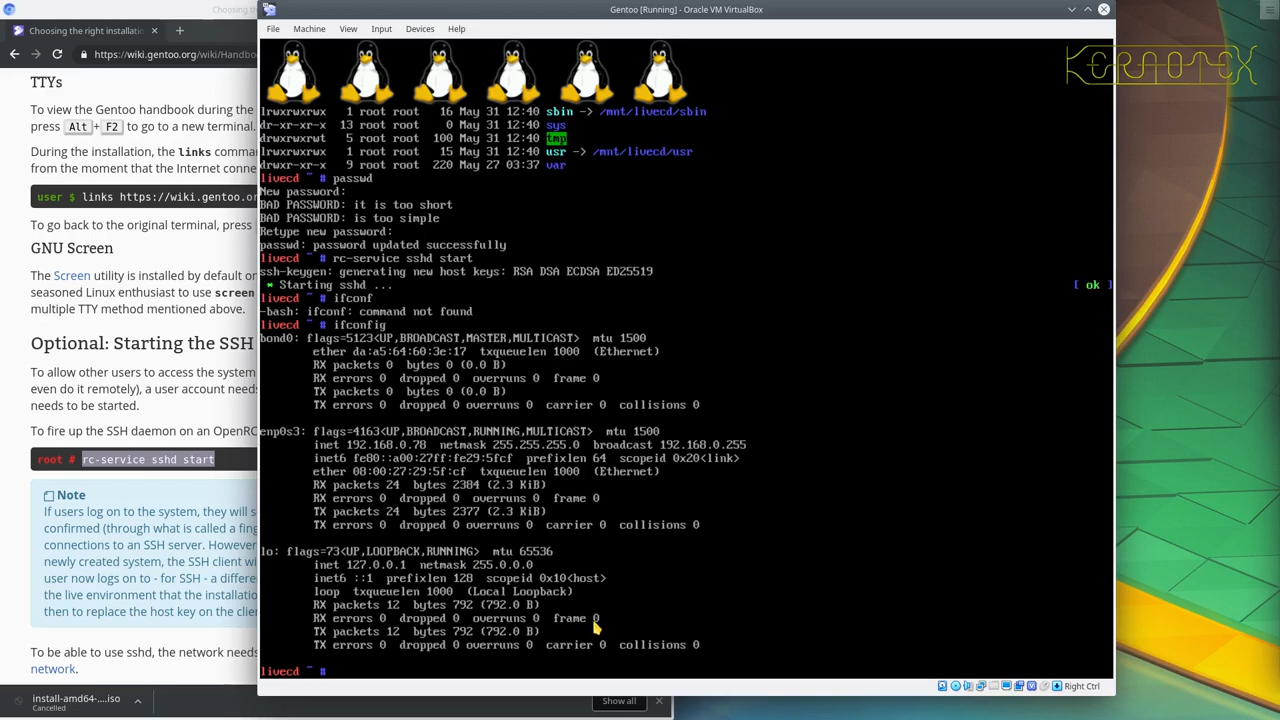 Choosing the
Gentoo [Running] - Oracle VM VirtualBox
Choosing the right installati
https://wiki.gentoo.org/wiki/Handbo
File Machine View Input Devices Help
TTYs
To view the Gentoo handbook during the
press Alt+F2 to go to a new terminal.
During the installation, the links comma
from the moment that the Internet conne
user $ links https://wiki.gentoo.or
To go back to the original terminal, press
GNU Screen
The Screen utility is installed by default on
seasoned Linux enthusiast to use screen
multiple TTY method mentioned above.
Optional: Starting the SSH
To allow other users to access the system
even do it remotely), a user account needs
needs to be started.
To fire up the SSH daemon on an OpenRC
root # rc-service sshd start
Note
If users log on to the system, they will s
confirmed (through what is called a fing
connections to an SSH server. However
newly created system, the SSH client wi
user now logs on to - for SSH - a differe
the live environment that the installation
then to replace the host key on the clie
To be able to use sshd, the network needs
network.
install-amd64-....iso
Cancelled
Show all
lrwxrwxrwx 1 root root 16 May 31 12:40 sbin -> /mnt/livecd/sbin
dr-xr-xr-x 13 root root 0 May 31 12:40 sys
drwxrwxrwt 5 root root 100 May 31 12:40 tmp
lrwxrwxrwx 1 root root 15 May 31 12:40 usr -> /mnt/livecd/usr
drwxr-xr-x 9 root root 220 May 27 03:37 var
livecd ~ # passwd
New password:
BAD PASSWORD: it is too short
BAD PASSWORD: is too simple
Retype new password:
passwd: password updated successfully
livecd ~ # rc-service sshd start
ssh-keygen: generating new host keys: RSA DSA ECDSA ED25519
* Starting sshd ... [ ok ]
livecd ~ # ifconf
-bash: ifconf: command not found
livecd ~ # ifconfig
bond0: flags=5123<UP,BROADCAST,MASTER,MULTICAST> mtu 1500
ether da:a5:64:60:3e:17 txqueuelen 1000 (Ethernet)
RX packets 0 bytes 0 (0.0 B)
RX errors 0 dropped 0 overruns 0 frame 0
TX packets 0 bytes 0 (0.0 B)
TX errors 0 dropped 0 overruns 0 carrier 0 collisions 0
enp0s3: flags=4163<UP,BROADCAST,RUNNING,MULTICAST> mtu 1500
inet 192.168.0.78 netmask 255.255.255.0 broadcast 192.168.0.255
inet6 fe80::a00:27ff:fe29:5fcf prefixlen 64 scopeid 0x20<link>
ether 08:00:27:29:5f:cf txqueuelen 1000 (Ethernet)
RX packets 24 bytes 2384 (2.3 KiB)
RX errors 0 dropped 0 overruns 0 frame 0
TX packets 24 bytes 2377 (2.3 KiB)
TX errors 0 dropped 0 overruns 0 carrier 0 collisions 0
lo: flags=73<UP,LOOPBACK,RUNNING> mtu 65536
inet 127.0.0.1 netmask 255.0.0.0
inet6 ::1 prefixlen 128 scopeid 0x10<host>
loop txqueuelen 1000 (Local Loopback)
RX packets 12 bytes 792 (792.0 B)
RX errors 0 dropped 0 overruns 0 frame 0
TX packets 12 bytes 792 (792.0 B)
TX errors 0 dropped 0 overruns 0 carrier 0 collisions 0
livecd ~ #
Right Ctrl